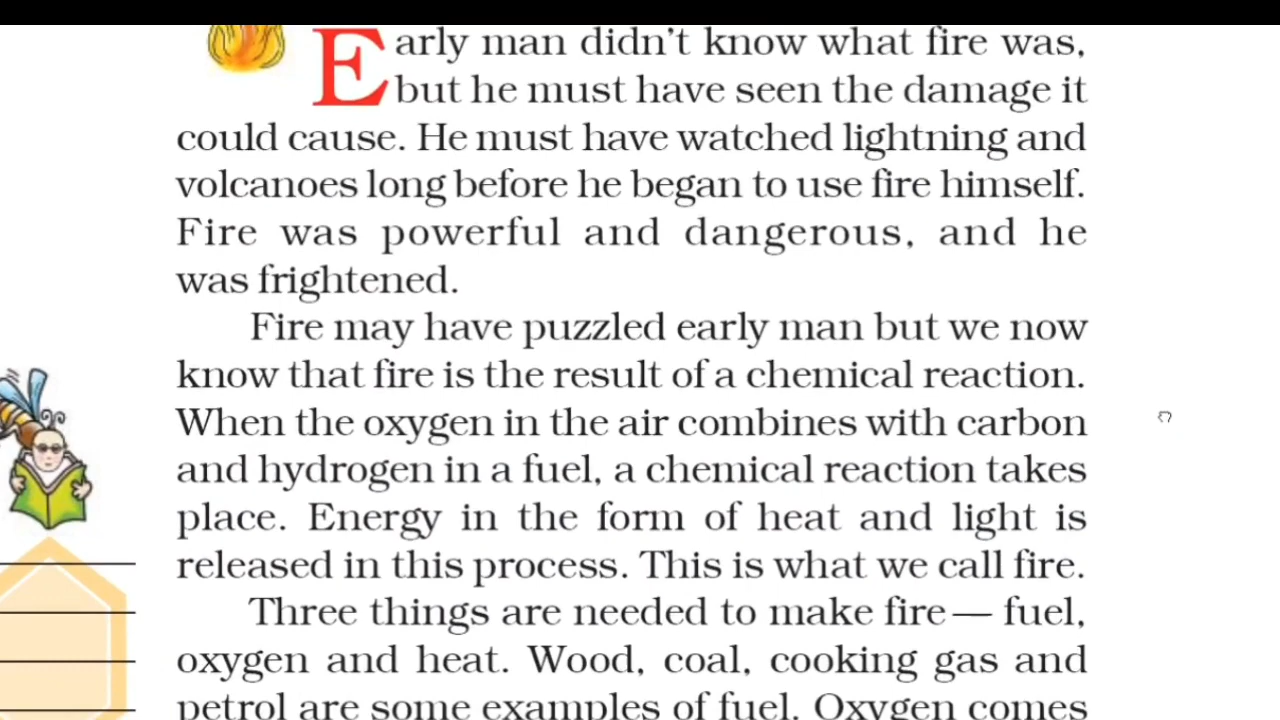 Early man didn't know what fire was,
but he must have seen the damage it
could cause. He must have watched lightning and
volcanoes long before he began to use fire himself.
Fire was powerful and dangerous, and he
was frightened.
Fire may have puzzled early man but we now
know that fire is the result of a chemical reaction.
When the oxygen in the air combines with carbon
and hydrogen in a fuel, a chemical reaction takes
place. Energy in the form of heat and light is
released in this process. This is what we call fire.
Three things are needed to make fire — fuel,
oxygen and heat. Wood, coal, cooking gas and
petrol are some examples of fuel. Oxygen comes